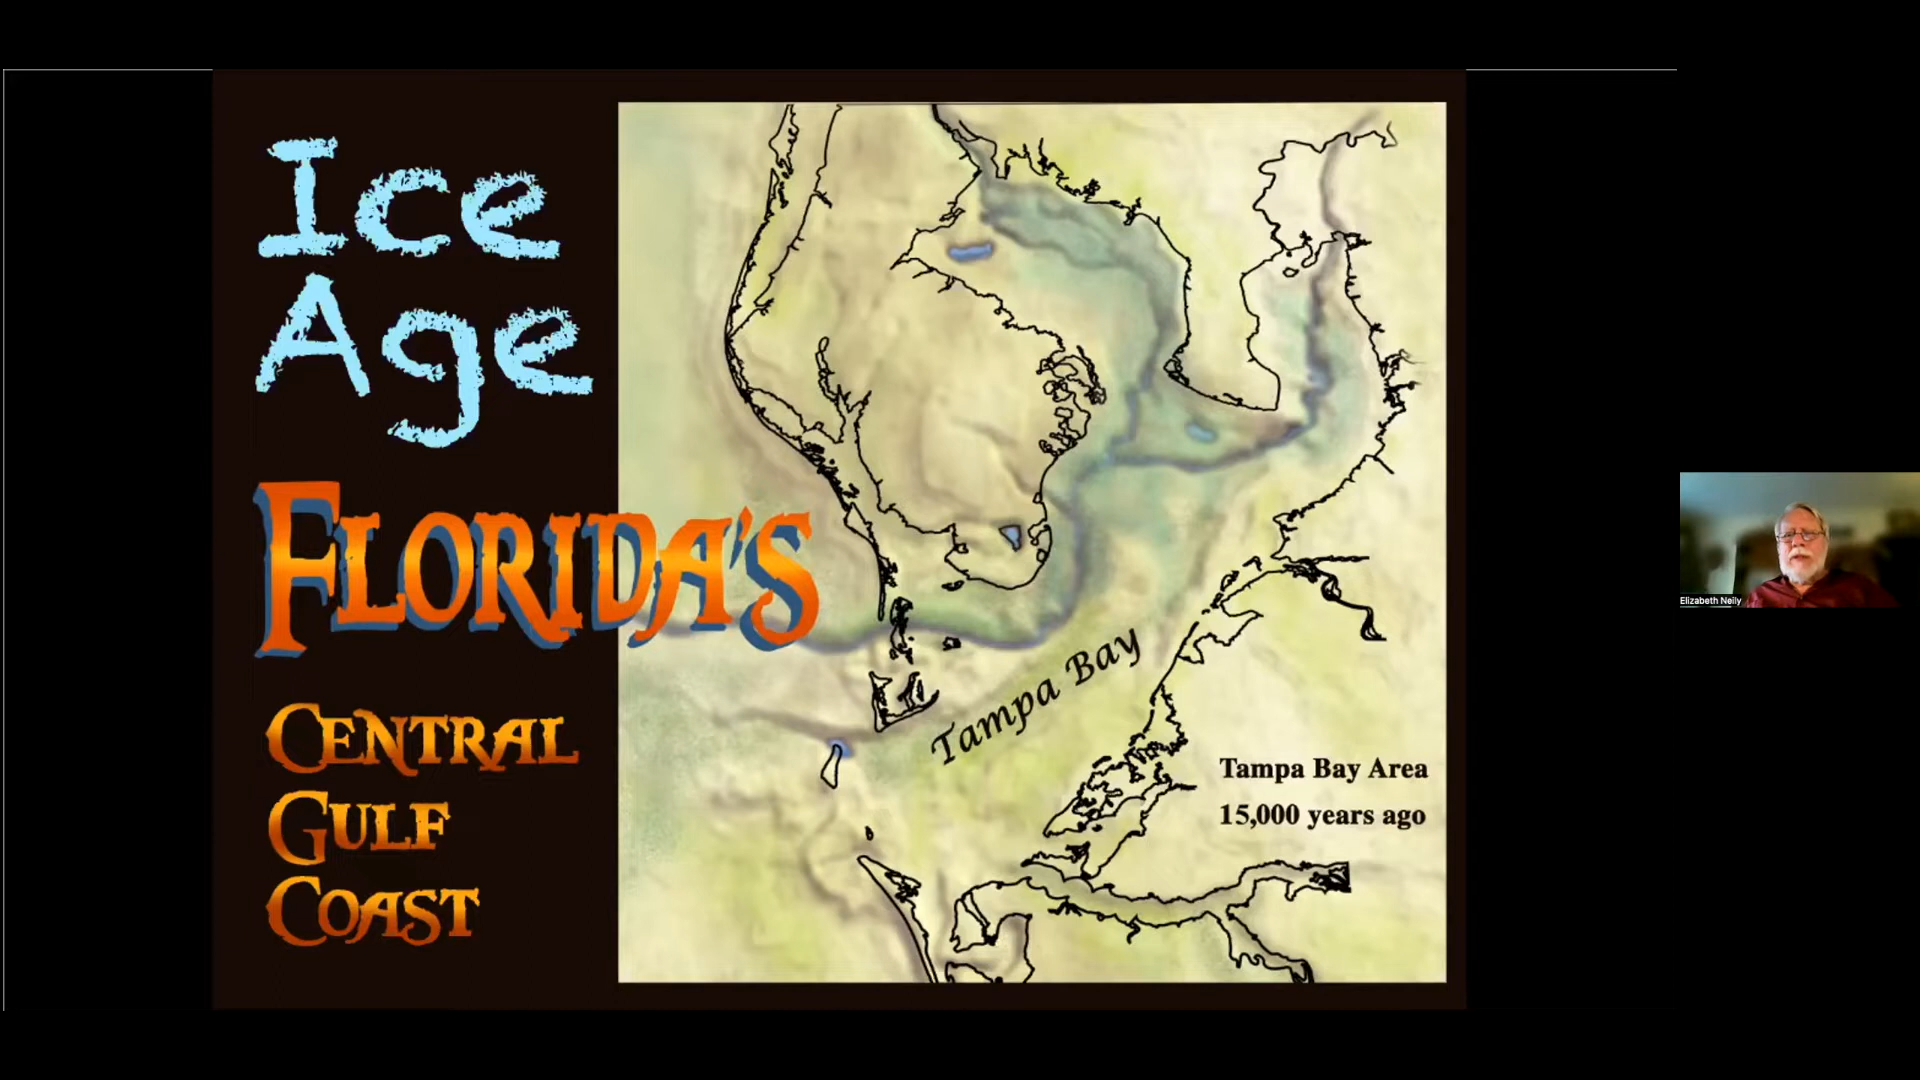 Ice
Age
FLORIDA'S
CENTRAL
GULF
COAST
Tampa Bay
Tampa Bay Area
15,000 years ago
Elizabeth Neily